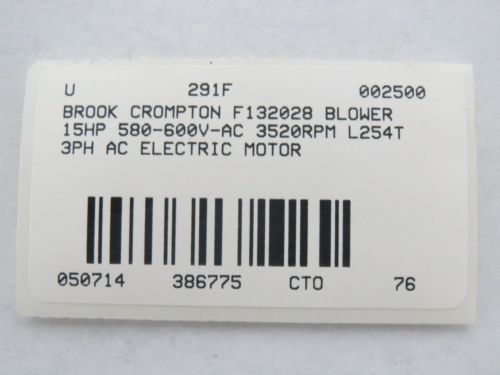 U 291F 002500
BROOK CROMPTON F132028 BLOWER
15HP 580-600V-AC 3520RPM L254T
3PH AC ELECTRIC MOTOR
050714 386775 CTO 76